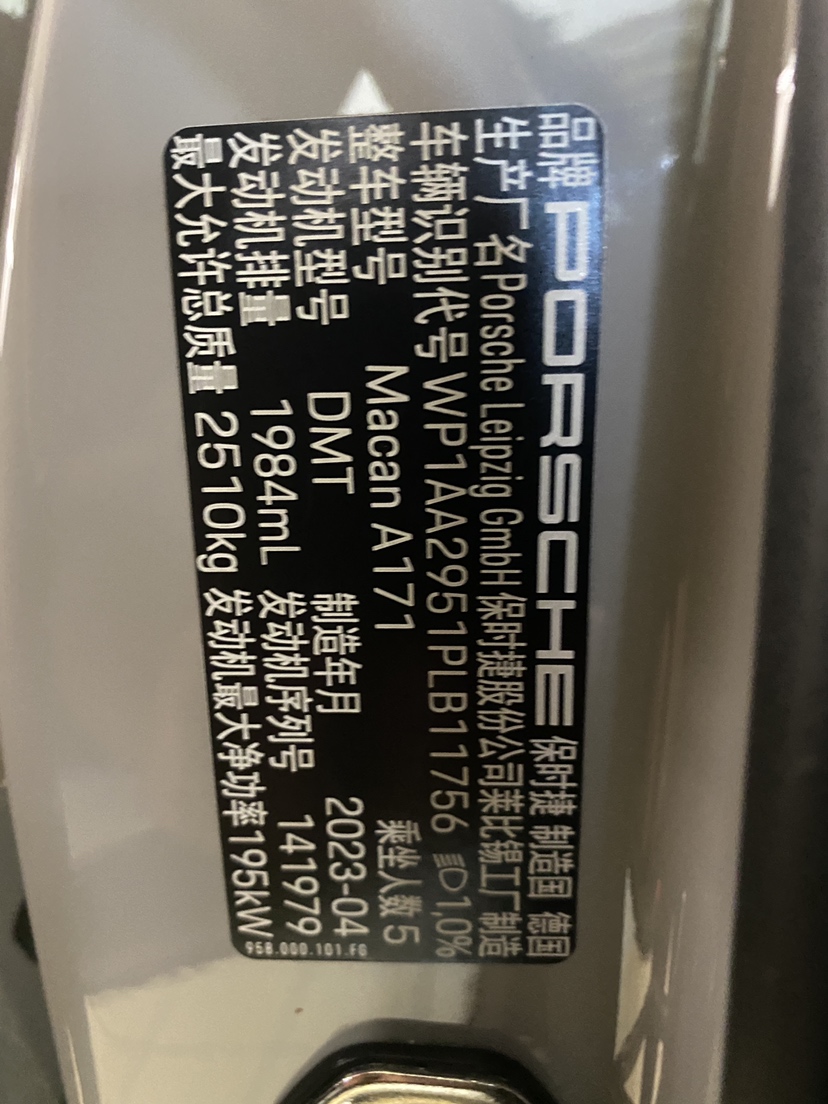 品牌 PORSCHE 保时捷 制造国 德国
生产厂名 Porsche Leipzig GmbH 保时捷股份公司莱比锡工厂制造
车辆识别代号 WP1AA2951PLB11756 1,0%
整车型号 Macan A171 乘坐人数 5
发动机型号 DMT 制造年月 2023-04
发动机排量 1984mL 发动机序列号 141979
最大允许总质量 2510kg 发动机最大净功率 195kW
958.000.101.FG